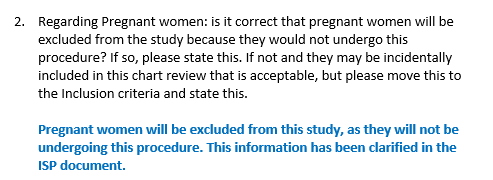 2. Regarding Pregnant women: is it correct that pregnant women will be
excluded from the study because they would not undergo this
procedure? If so, please state this. If not and they may be incidentally
included in this chart review that is acceptable, but please move this to
the Inclusion criteria and state this.
Pregnant women will be excluded from this study, as they will not be
undergoing this procedure. This information has been clarified in the
ISP document.